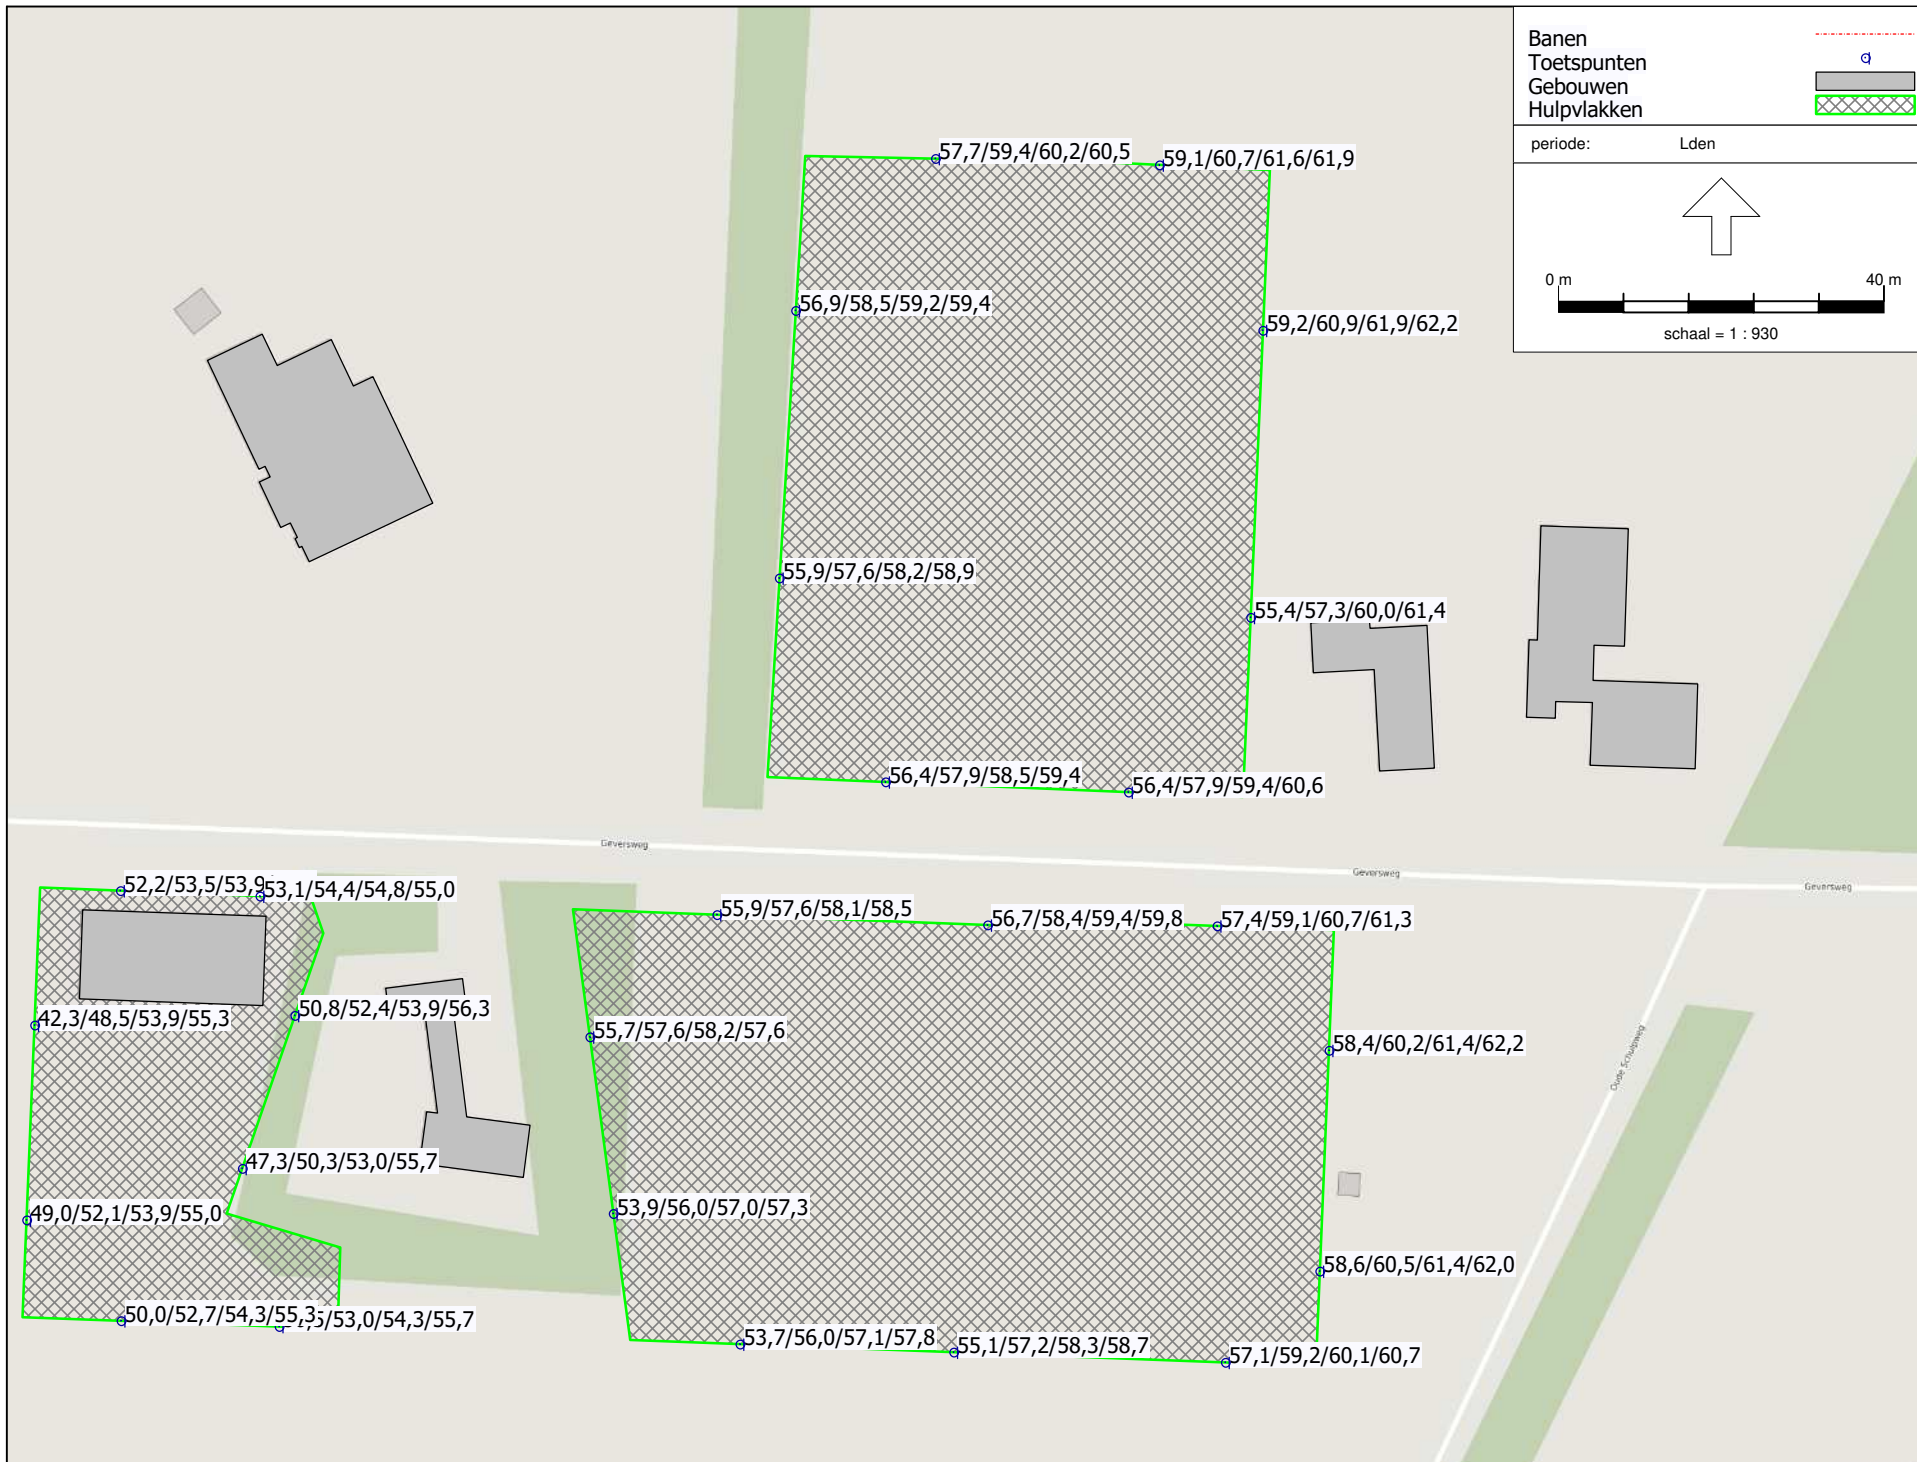 Banen
Toetspunten
Gebouwen
Hulpvlakken
periode: Lden
0 m 40 m
schaal = 1 : 930
57,7/59,4/60,2/60,5
59,1/60,7/61,6/61,9
56,9/58,5/59,2/59,4
59,2/60,9/61,9/62,2
55,9/57,6/58,2/58,9
55,4/57,3/60,0/61,4
56,4/57,9/58,5/59,4
56,4/57,9/59,4/60,6
Geversweg
Geversweg
Geversweg
52,2/53,5/53,9
53,1/54,4/54,8/55,0
55,9/57,6/58,1/58,5
56,7/58,4/59,4/59,8
57,4/59,1/60,7/61,3
42,3/48,5/53,9/55,3
50,8/52,4/53,9/56,3
55,7/57,6/58,2/57,6
58,4/60,2/61,4/62,2
Oude Schulpweg
47,3/50,3/53,0/55,7
49,0/52,1/53,9/55,0
53,9/56,0/57,0/57,3
58,6/60,5/61,4/62,0
50,0/52,7/54,3/55,3
/53,0/54,3/55,7
53,7/56,0/57,1/57,8
55,1/57,2/58,3/58,7
57,1/59,2/60,1/60,7